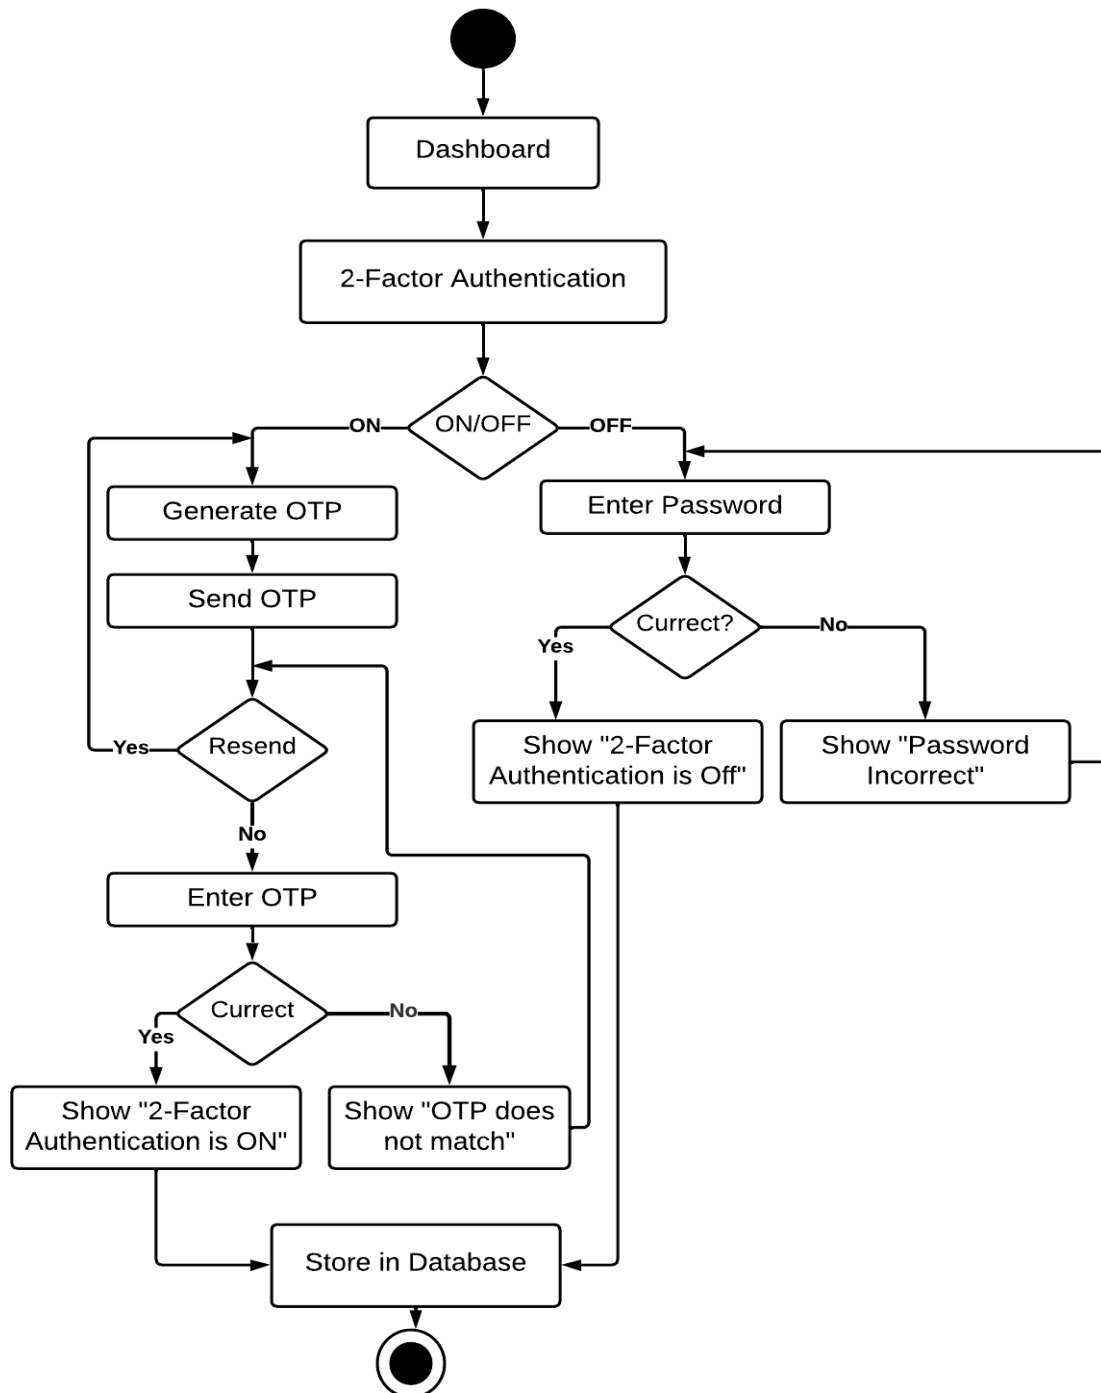 Dashboard
2-Factor Authentication
ON/OFF
ON
OFF
Generate OTP
Send OTP
Resend
Yes
No
Enter OTP
Currect
Yes
No
Show "2-Factor
Authentication is ON"
Show "OTP does
not match"
Enter Password
Currect?
Yes
No
Show "2-Factor
Authentication is Off"
Show "Password
Incorrect"
Store in Database